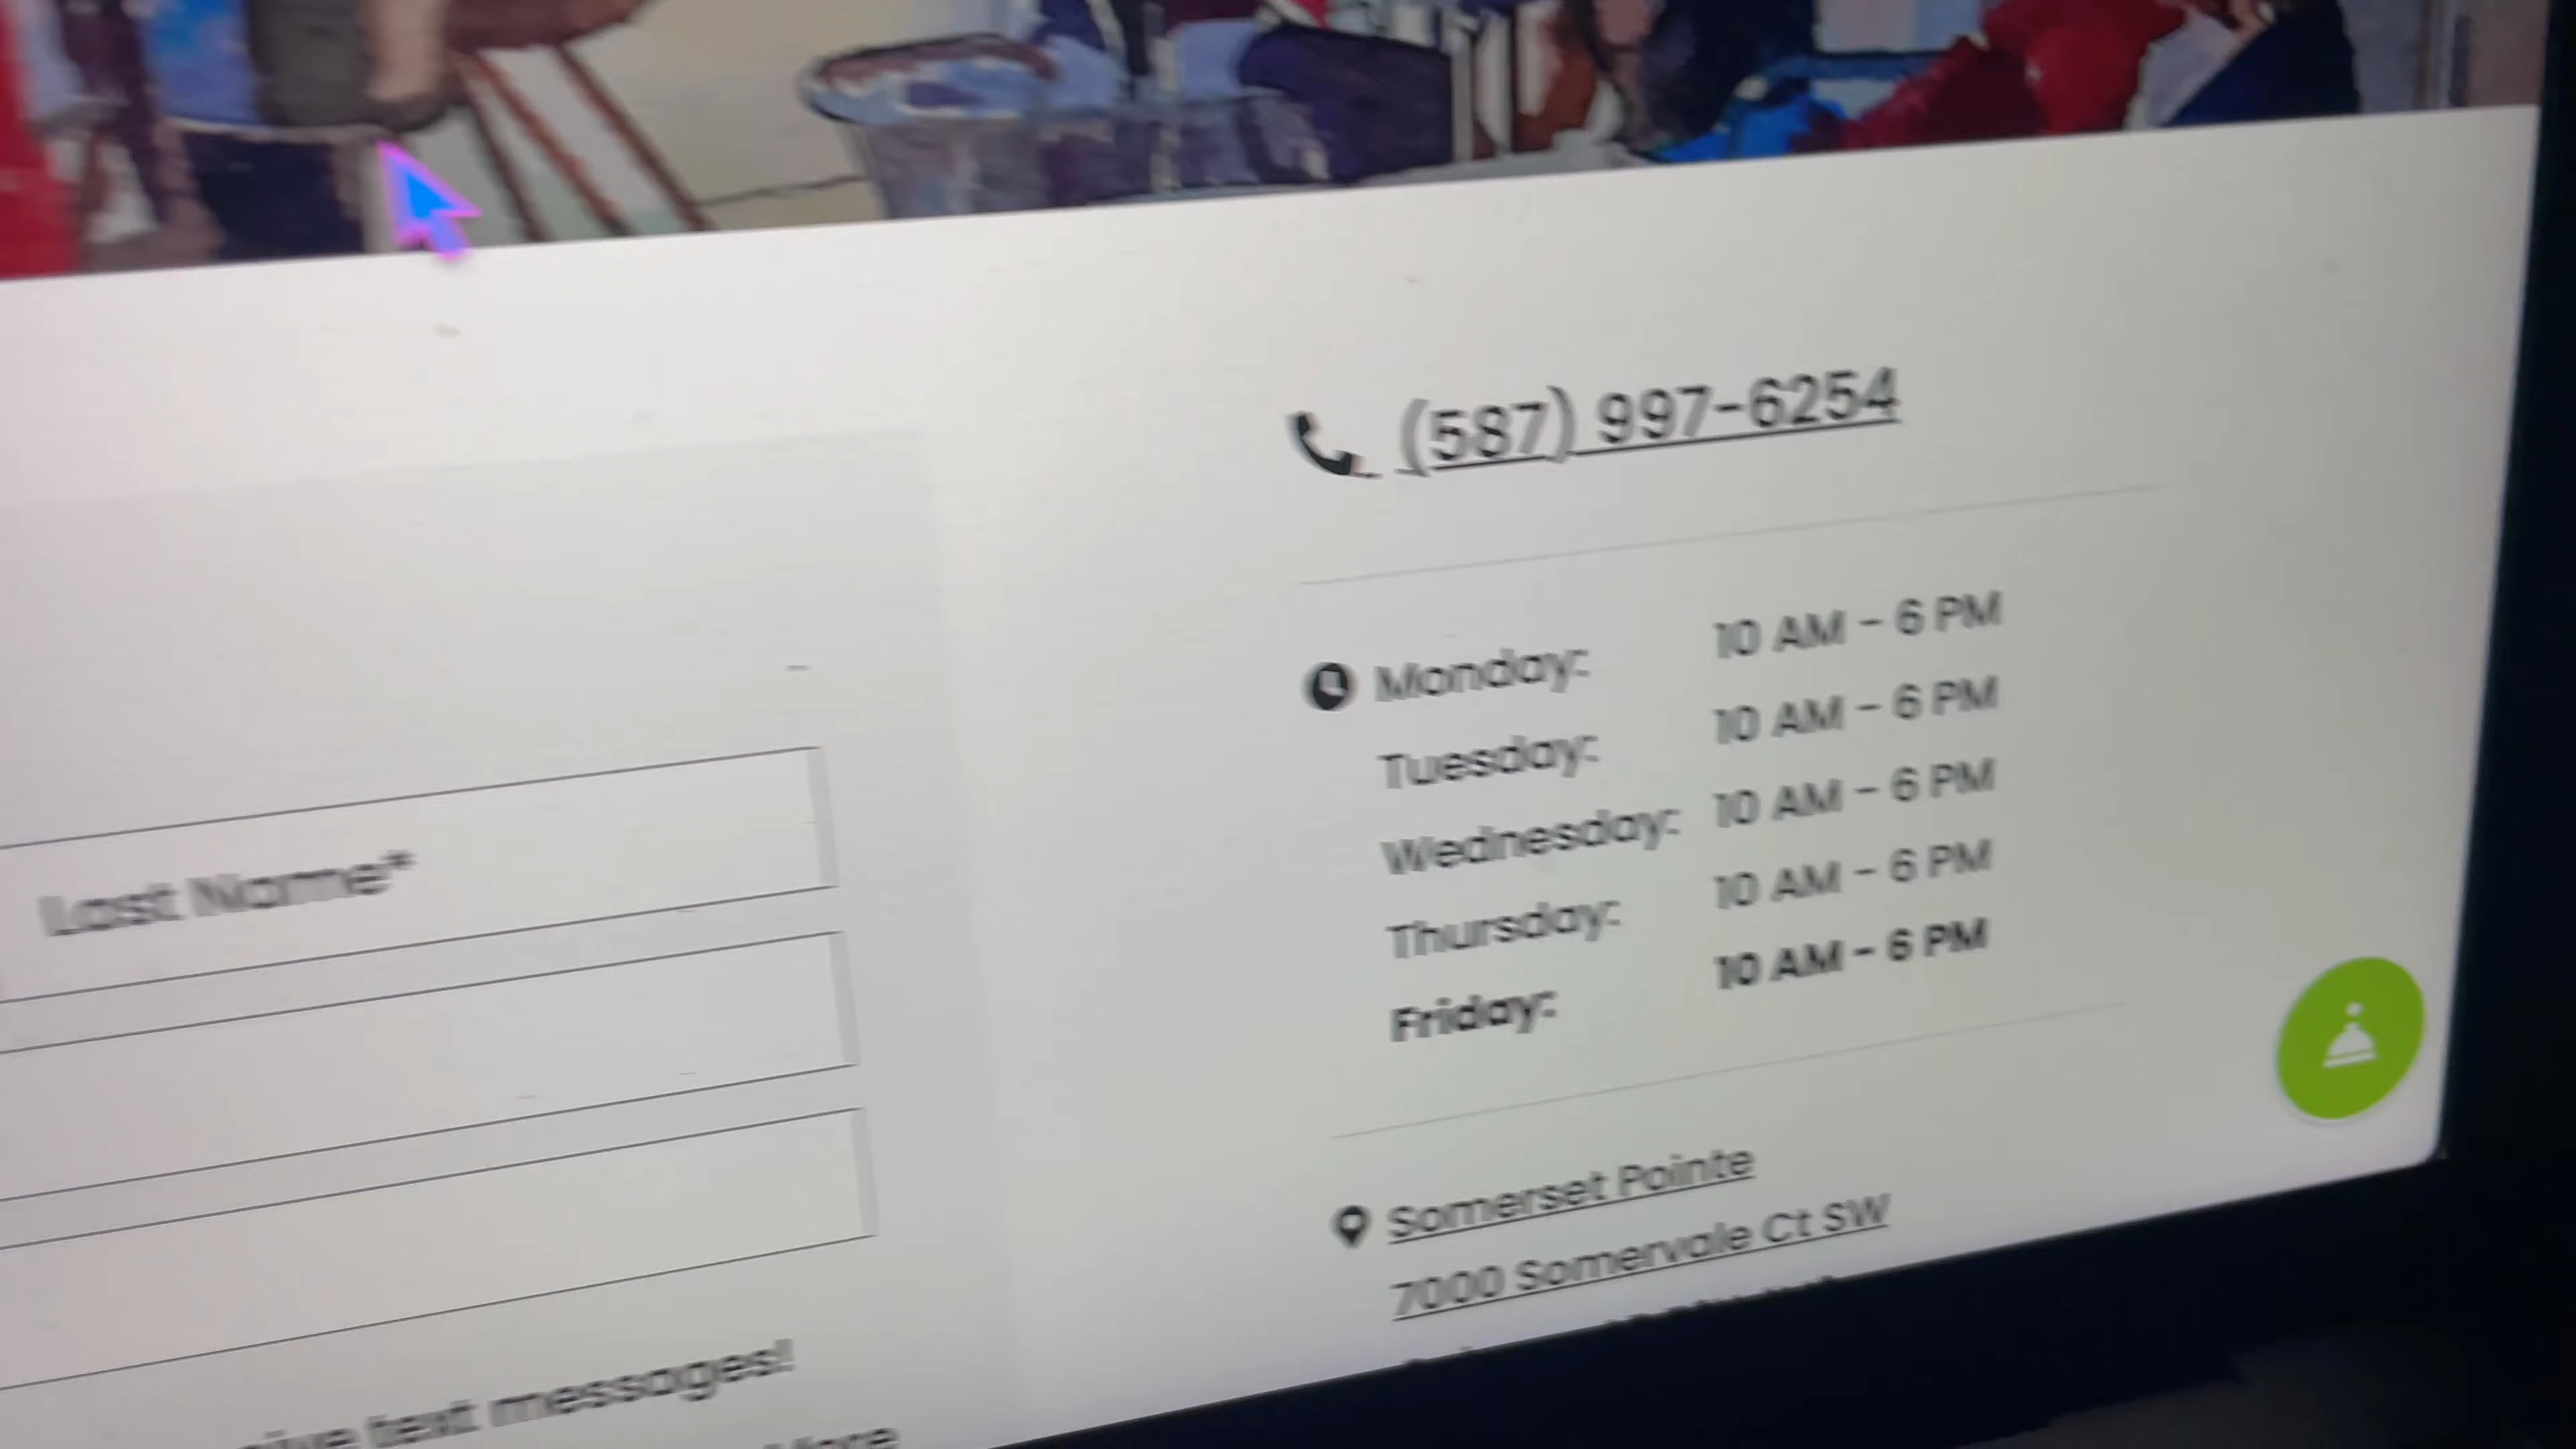 (587) 997-6254
Monday: 10 AM - 6 PM
Tuesday: 10 AM - 6 PM
Wednesday: 10 AM - 6 PM
Thursday: 10 AM - 6 PM
Friday: 10 AM - 6 PM
Last Name*
Somerset Pointe
7000 Somervale Ct SW
text messages!